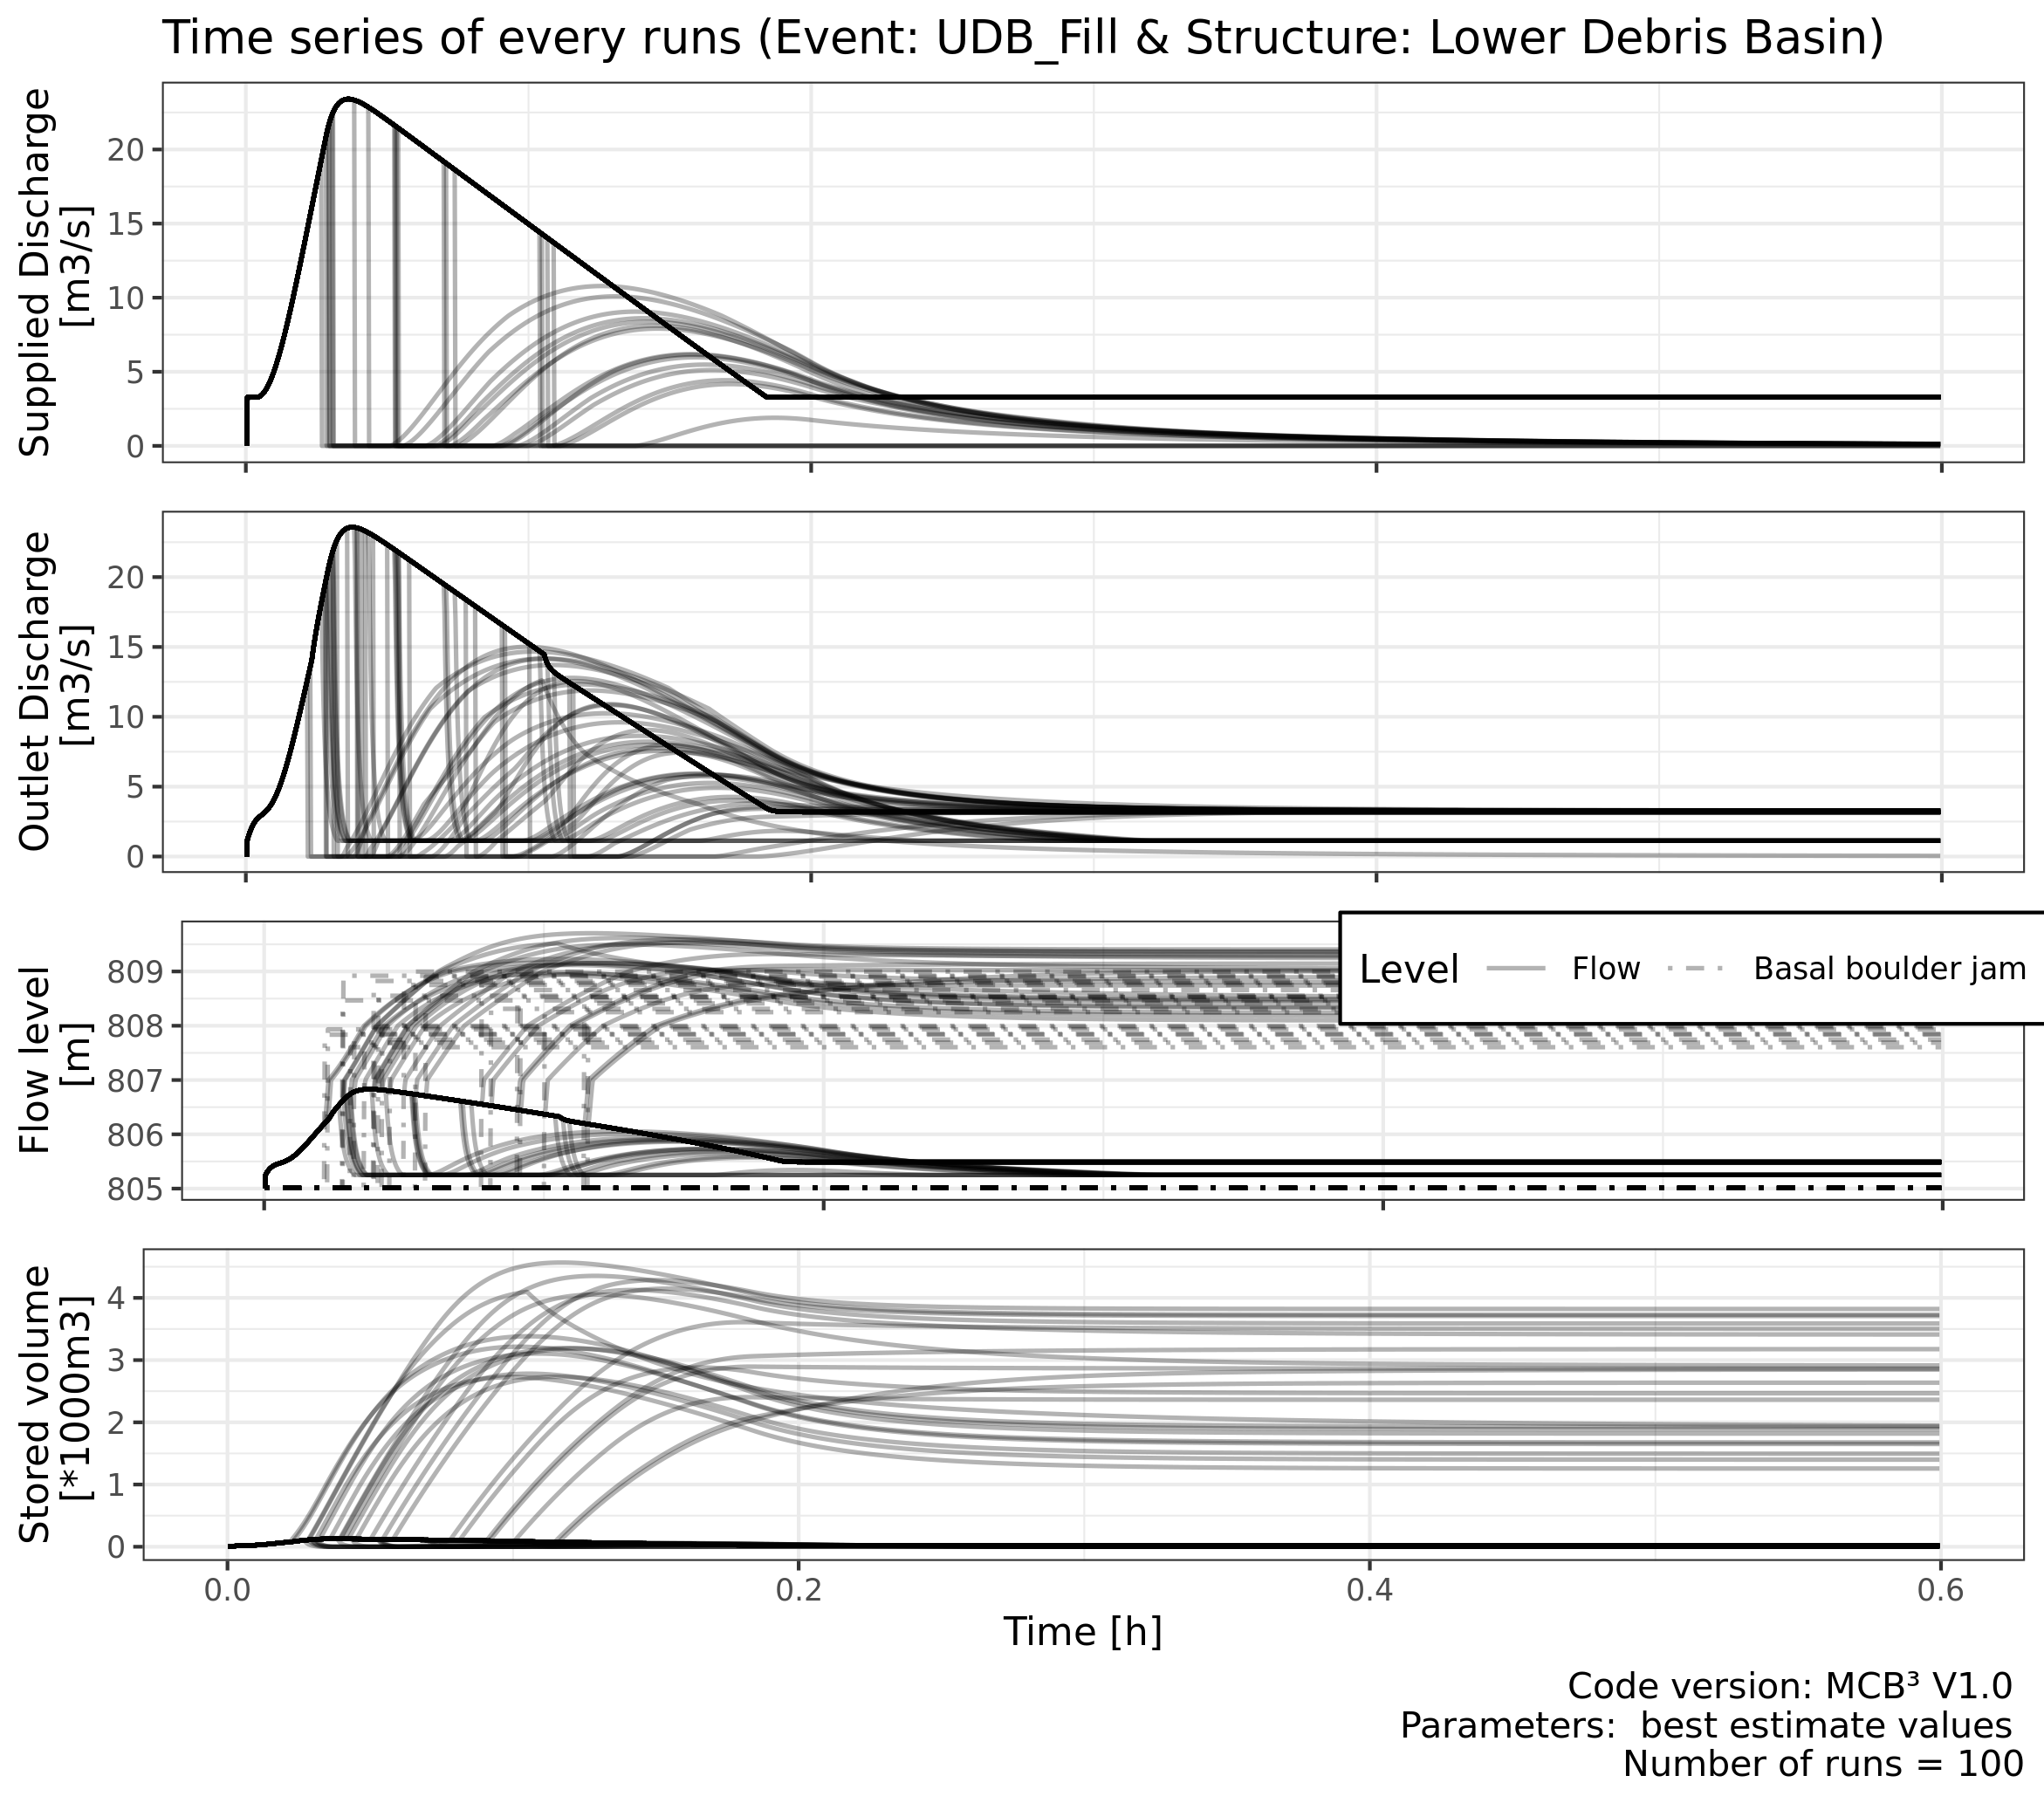 Time series of every runs (Event: UDB_Fill & Structure: Lower Debris Basin)
Supplied Discharge
[m3/s]
20
15
10
5
0
Outlet Discharge
[m3/s]
20
15
10
5
0
Flow level
[m]
809
808
807
806
805
Level Flow Basal boulder jam
Stored volume
[*1000m3]
4
3
2
1
0
0.0 0.2 0.4 0.6
Time [h]
Code version: MCB³ V1.0
Parameters:  best estimate values
Number of runs = 100